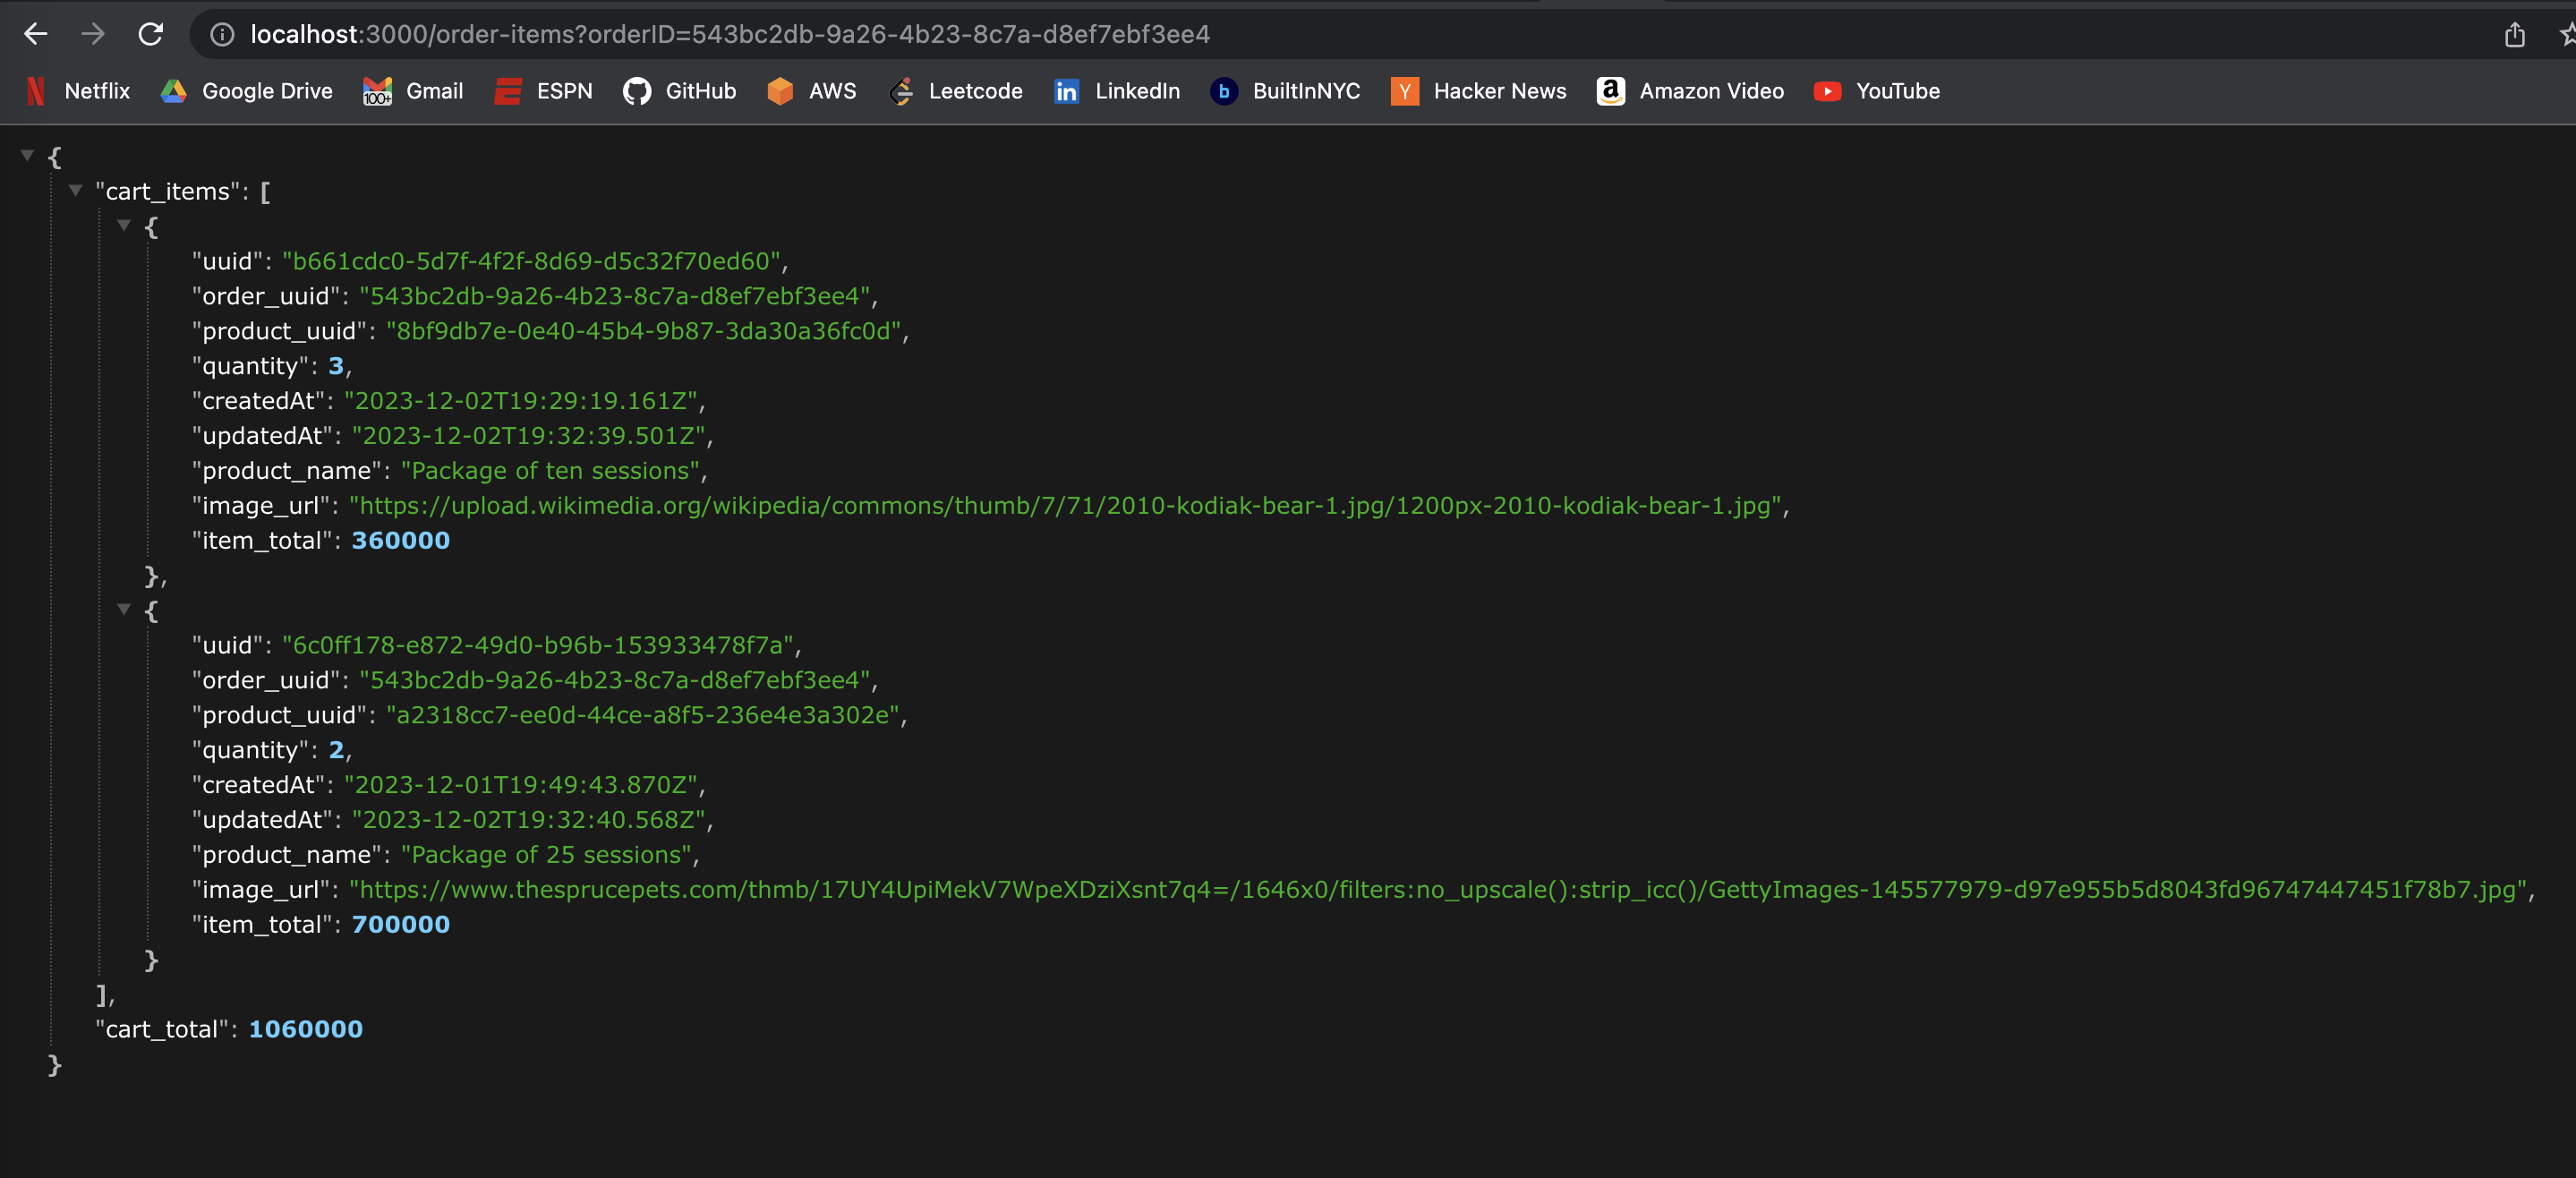 localhost:3000/order-items?orderID=543bc2db-9a26-4b23-8c7a-d8ef7ebf3ee4
Netflix Google Drive 100+ Gmail ESPN GitHub AWS Leetcode in LinkedIn b BuiltInNYC Y Hacker News a Amazon Video YouTube
{
"cart_items": [
{
"uuid": "b661cdc0-5d7f-4f2f-8d69-d5c32f70ed60",
"order_uuid": "543bc2db-9a26-4b23-8c7a-d8ef7ebf3ee4",
"product_uuid": "8bf9db7e-0e40-45b4-9b87-3da30a36fc0d",
"quantity": 3,
"createdAt": "2023-12-02T19:29:19.161Z",
"updatedAt": "2023-12-02T19:32:39.501Z",
"product_name": "Package of ten sessions",
"image_url": "https://upload.wikimedia.org/wikipedia/commons/thumb/7/71/2010-kodiak-bear-1.jpg/1200px-2010-kodiak-bear-1.jpg",
"item_total": 360000
},
{
"uuid": "6c0ff178-e872-49d0-b96b-153933478f7a",
"order_uuid": "543bc2db-9a26-4b23-8c7a-d8ef7ebf3ee4",
"product_uuid": "a2318cc7-ee0d-44ce-a8f5-236e4e3a302e",
"quantity": 2,
"createdAt": "2023-12-01T19:49:43.870Z",
"updatedAt": "2023-12-02T19:32:40.568Z",
"product_name": "Package of 25 sessions",
"image_url": "https://www.thesprucepets.com/thmb/17UY4UpiMekV7WpeXDziXsnt7q4=/1646x0/filters:no_upscale():strip_icc()/GettyImages-145577979-d97e955b5d8043fd96747447451f78b7.jpg",
"item_total": 700000
}
],
"cart_total": 1060000
}